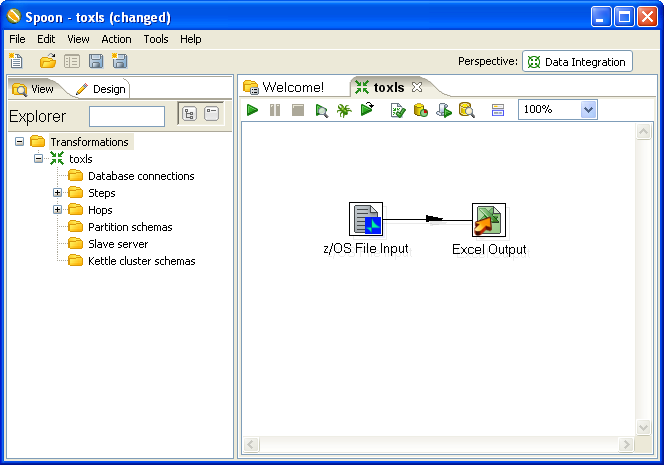 Spoon - toxls (changed)
File Edit View Action Tools Help
Perspective: Data Integration
View Design
Explorer
Transformations
toxls
Database connections
Steps
Hops
Partition schemas
Slave server
Kettle cluster schemas
Welcome! toxls
100%
z/OS File Input
Excel Output